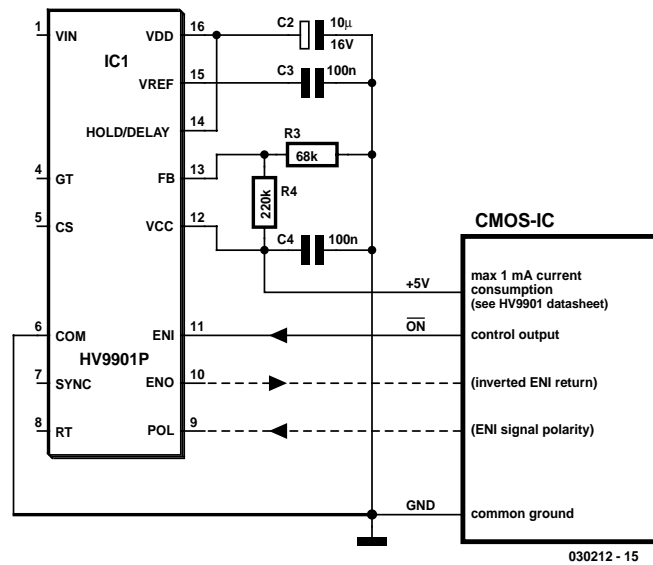 1
VIN
VDD
16
C2
10µ
16V
IC1
15
VREF
C3
100n
14
HOLD/DELAY
R3
68k
4
GT
FB
13
220k
R4
5
CS
VCC
12
C4
100n
CMOS-IC
+5V
max 1 mA current
consumption
(see HV9901 datasheet)
6
COM
ENI
11
ON
control output
HV9901P
7
SYNC
ENO
10
(inverted ENI return)
8
RT
POL
9
(ENI signal polarity)
GND
common ground
030212 - 15